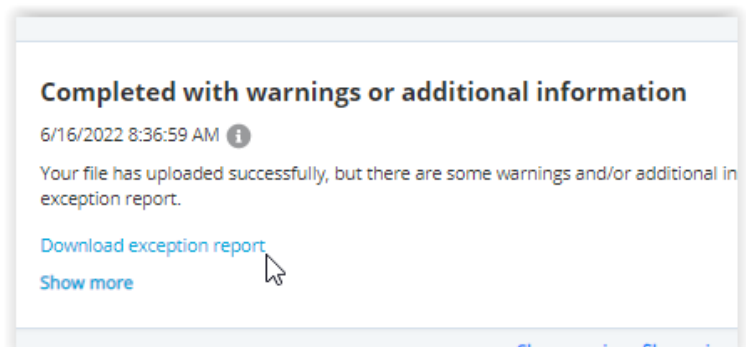 Completed with warnings or additional information
6/16/2022 8:36:59 AM
Your file has uploaded successfully, but there are some warnings and/or additional in
exception report.
Download exception report
Show more